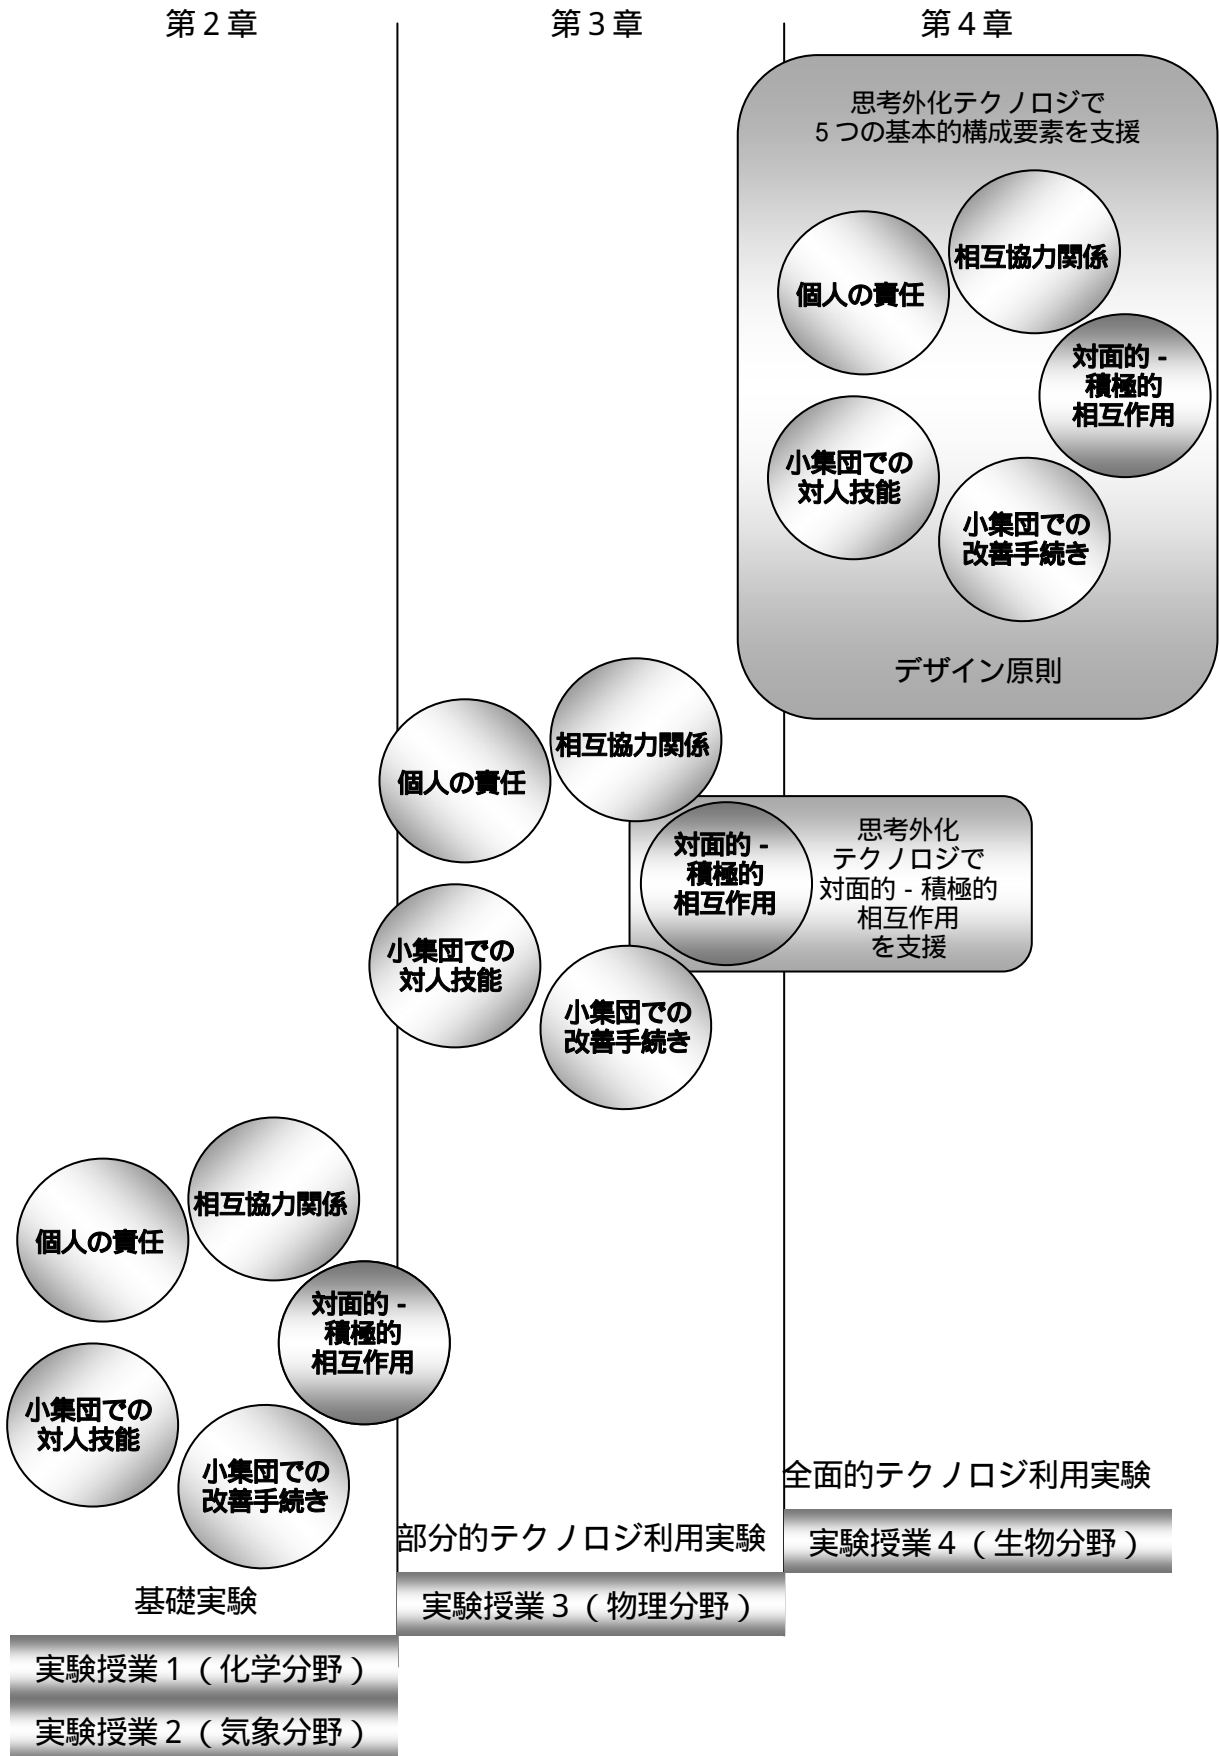 第２章
第３章
第４章
思考外化テクノロジで
５つの基本的構成要素を支援
相互協力関係
個人の責任
対面的 -
積極的
相互作用
小集団での
対人技能
小集団での
改善手続き
デザイン原則
相互協力関係
個人の責任
対面的 -
積極的
相互作用
思考外化
テクノロジで
対面的 - 積極的
相互作用
を支援
小集団での
対人技能
小集団での
改善手続き
相互協力関係
個人の責任
対面的 -
積極的
相互作用
小集団での
対人技能
小集団での
改善手続き
全面的テクノロジ利用実験
実験授業４（生物分野）
部分的テクノロジ利用実験
実験授業３（物理分野）
基礎実験
実験授業１（化学分野）
実験授業２（気象分野）